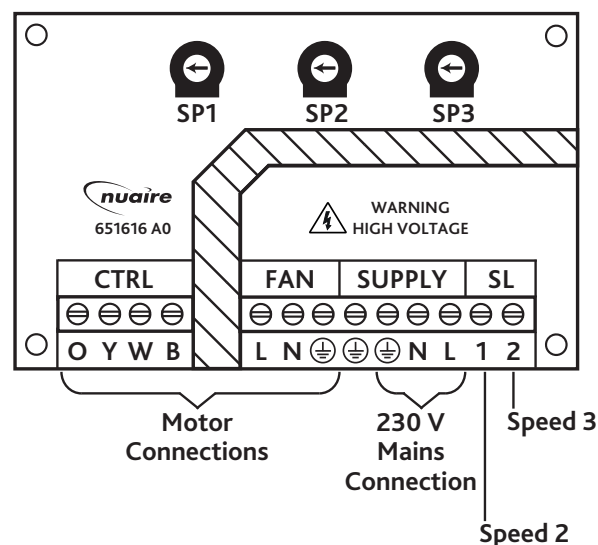 SP1 SP2 SP3
nuaire
651616 A0
WARNING
HIGH VOLTAGE
CTRL FAN SUPPLY SL
O Y W B L N ⏚ ⏚ ⏚ N L 1 2
Motor
Connections
230 V
Mains
Connection
Speed 3
Speed 2